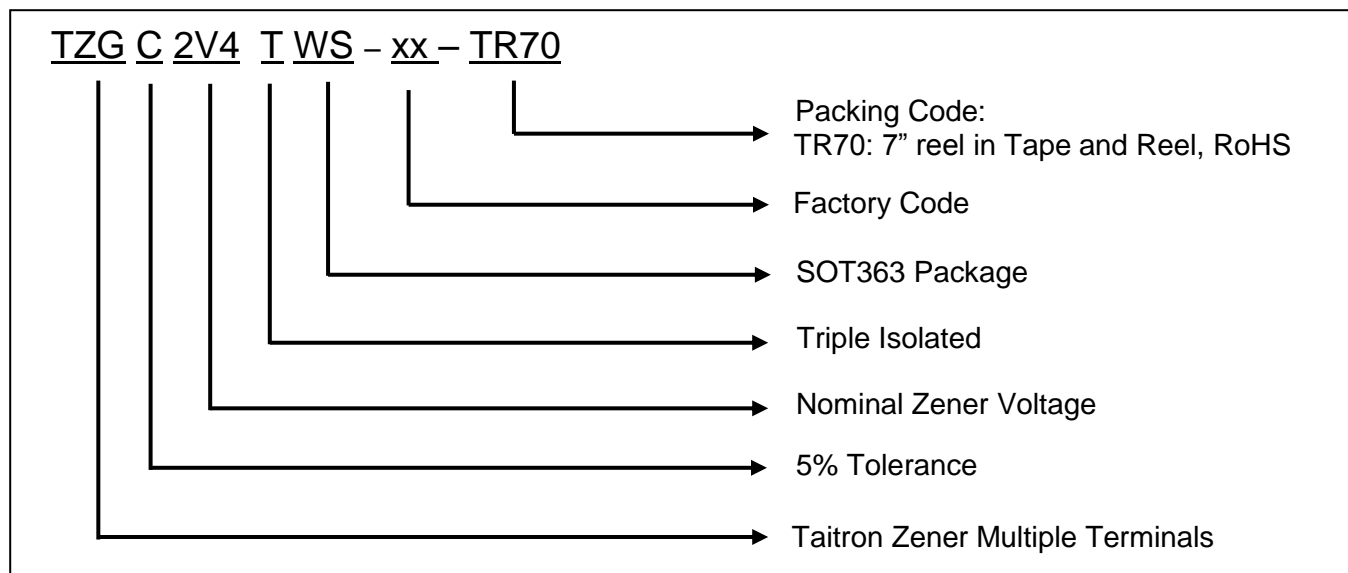 TZG C 2V4 T WS – xx – TR70
Packing Code:
TR70: 7” reel in Tape and Reel, RoHS
Factory Code
SOT363 Package
Triple Isolated
Nominal Zener Voltage
5% Tolerance
Taitron Zener Multiple Terminals